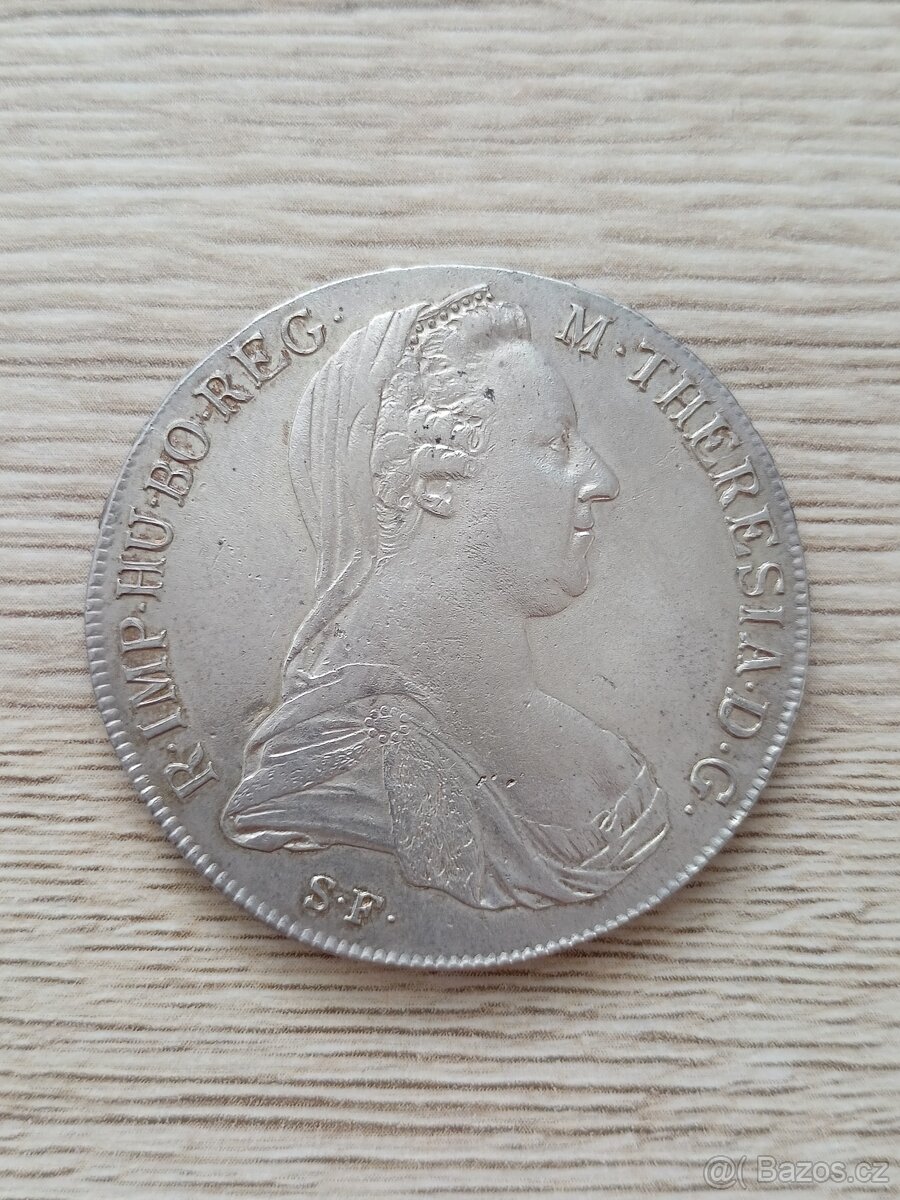 R·IMP·HU·BO·REG.
M·THERESIA·D·G.
S·F.
@( Bazos.cz